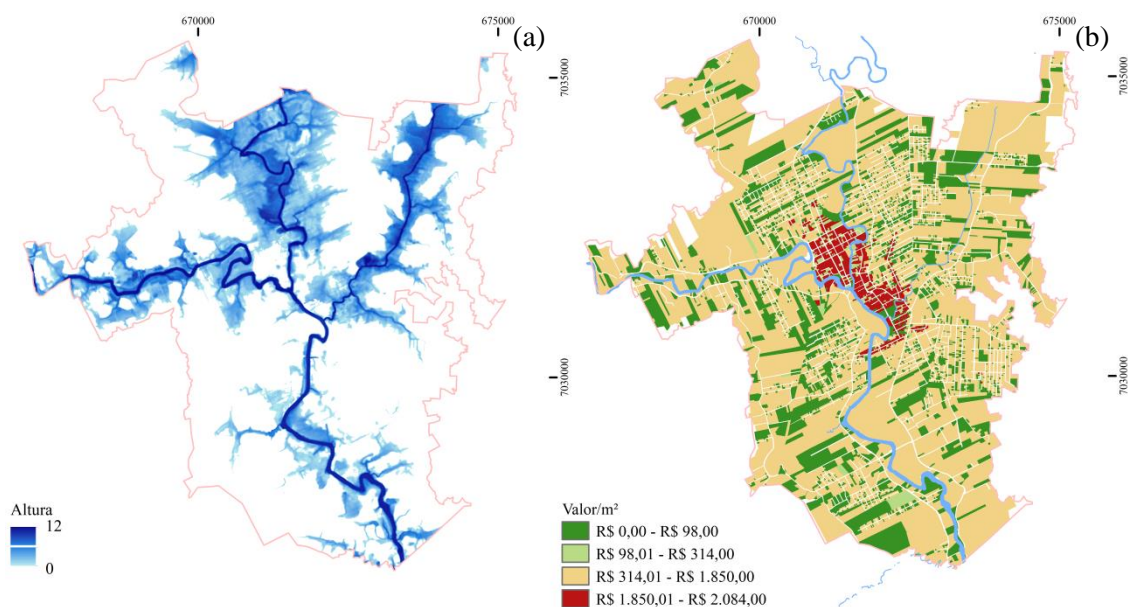 670000
675000
(a)
7035000
7030000
Altura
12
0
670000
675000
(b)
7035000
7030000
Valor/m²
R$ 0,00 - R$ 98,00
R$ 98,01 - R$ 314,00
R$ 314,01 - R$ 1.850,00
R$ 1.850,01 - R$ 2.084,00